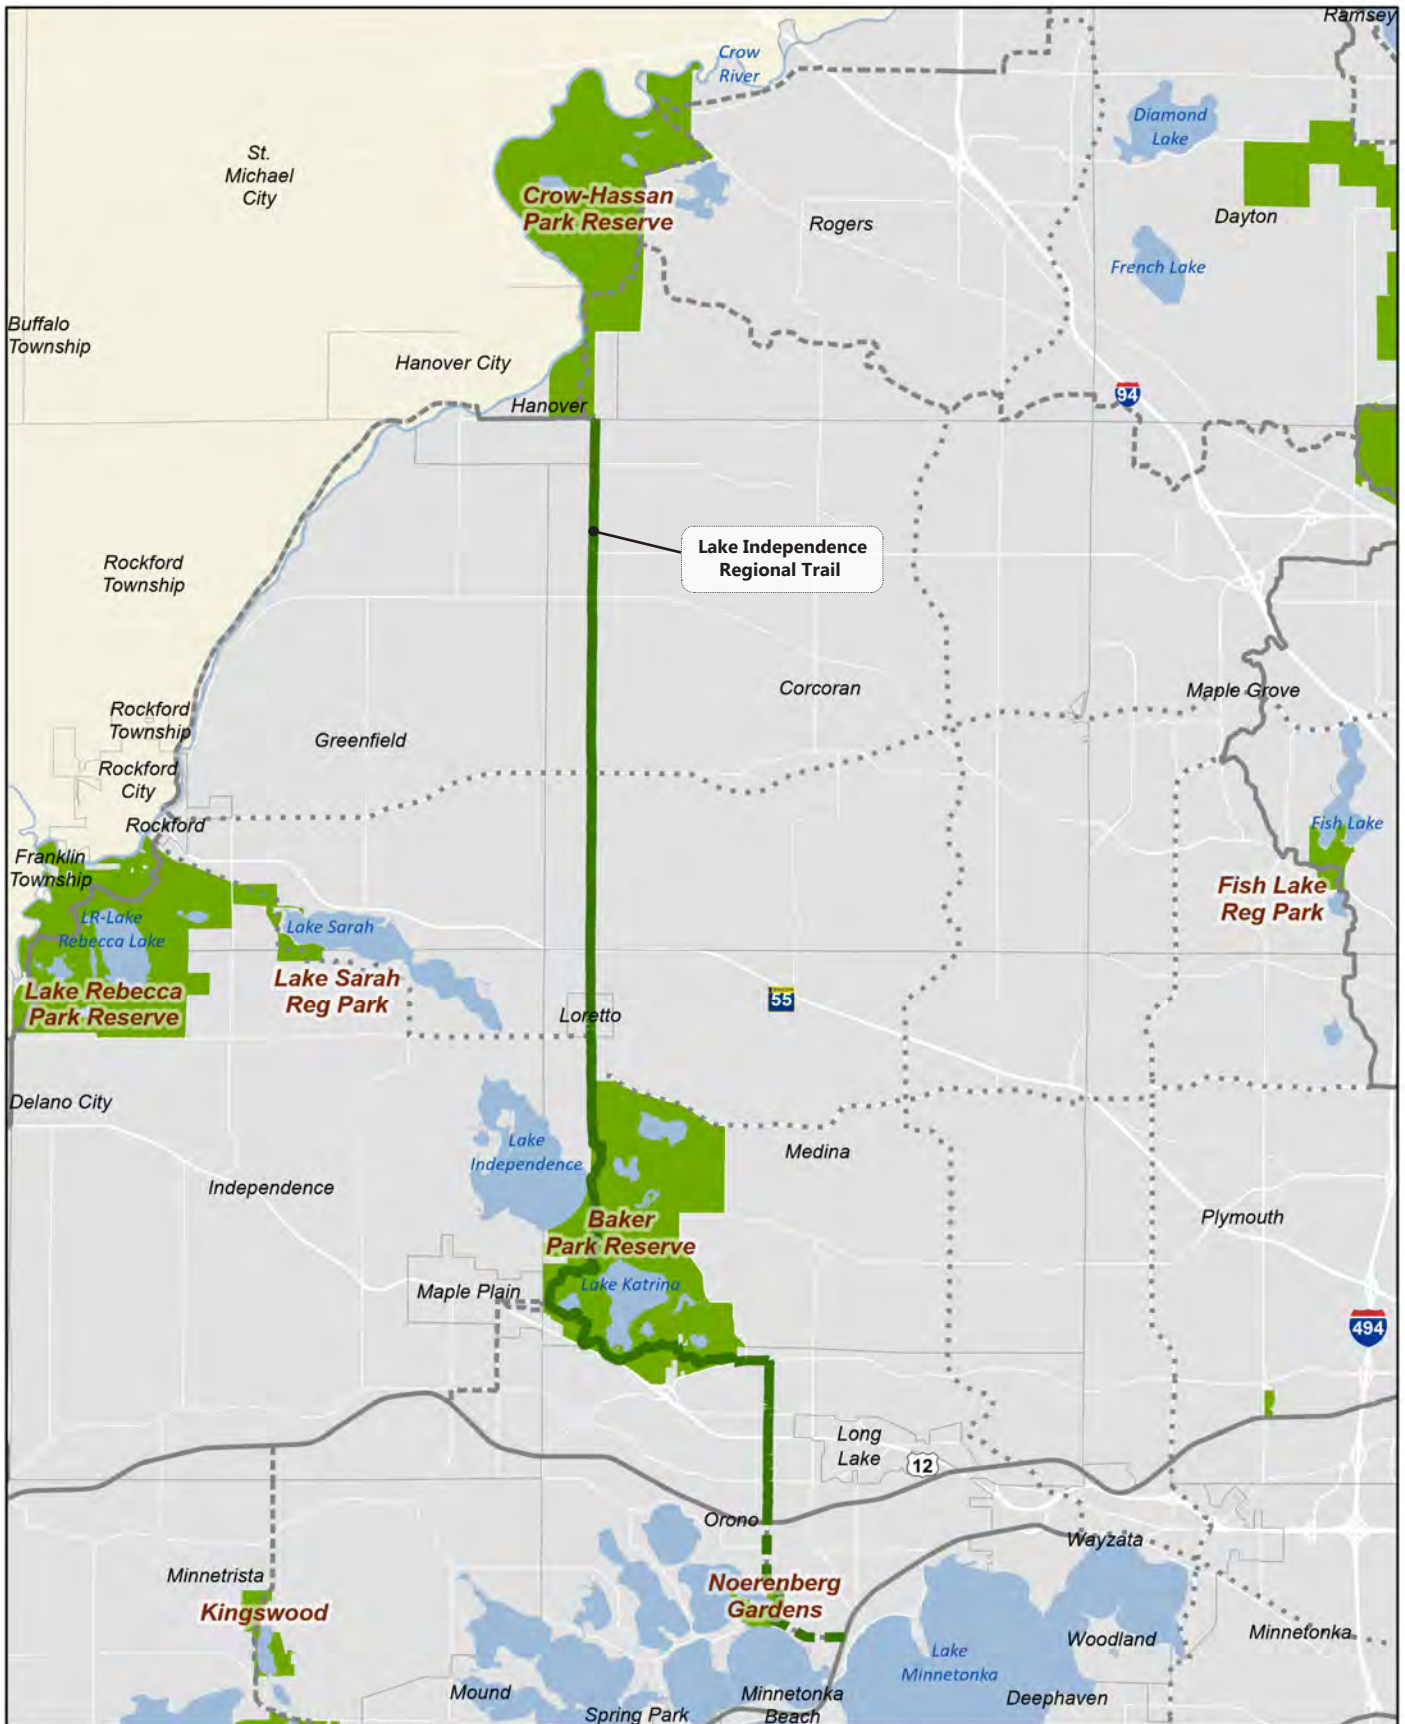 Ramsey
Crow
River
Diamond
Lake
St.
Michael
City
Crow-Hassan
Park Reserve
Rogers
Dayton
French Lake
Buffalo
Township
Hanover City
94
Hanover
Lake Independence
Regional Trail
Rockford
Township
Corcoran
Maple Grove
Rockford
Township
Greenfield
Rockford
City
Rockford
Fish Lake
Franklin
Township
Fish Lake
Reg Park
LR-Lake
Rebecca Lake
Lake Sarah
Lake Sarah
Reg Park
Lake Rebecca
Park Reserve
55
Loretto
Delano City
Lake
Independence
Medina
Independence
Baker
Park Reserve
Plymouth
Lake Katrina
Maple Plain
494
Long
Lake
12
Orono
Wayzata
Minnetrista
Kingswood
Noerenberg
Gardens
Woodland
Minnetonka
Lake
Minnetonka
Mound
Minnetonka
Beach
Deephaven
Spring Park